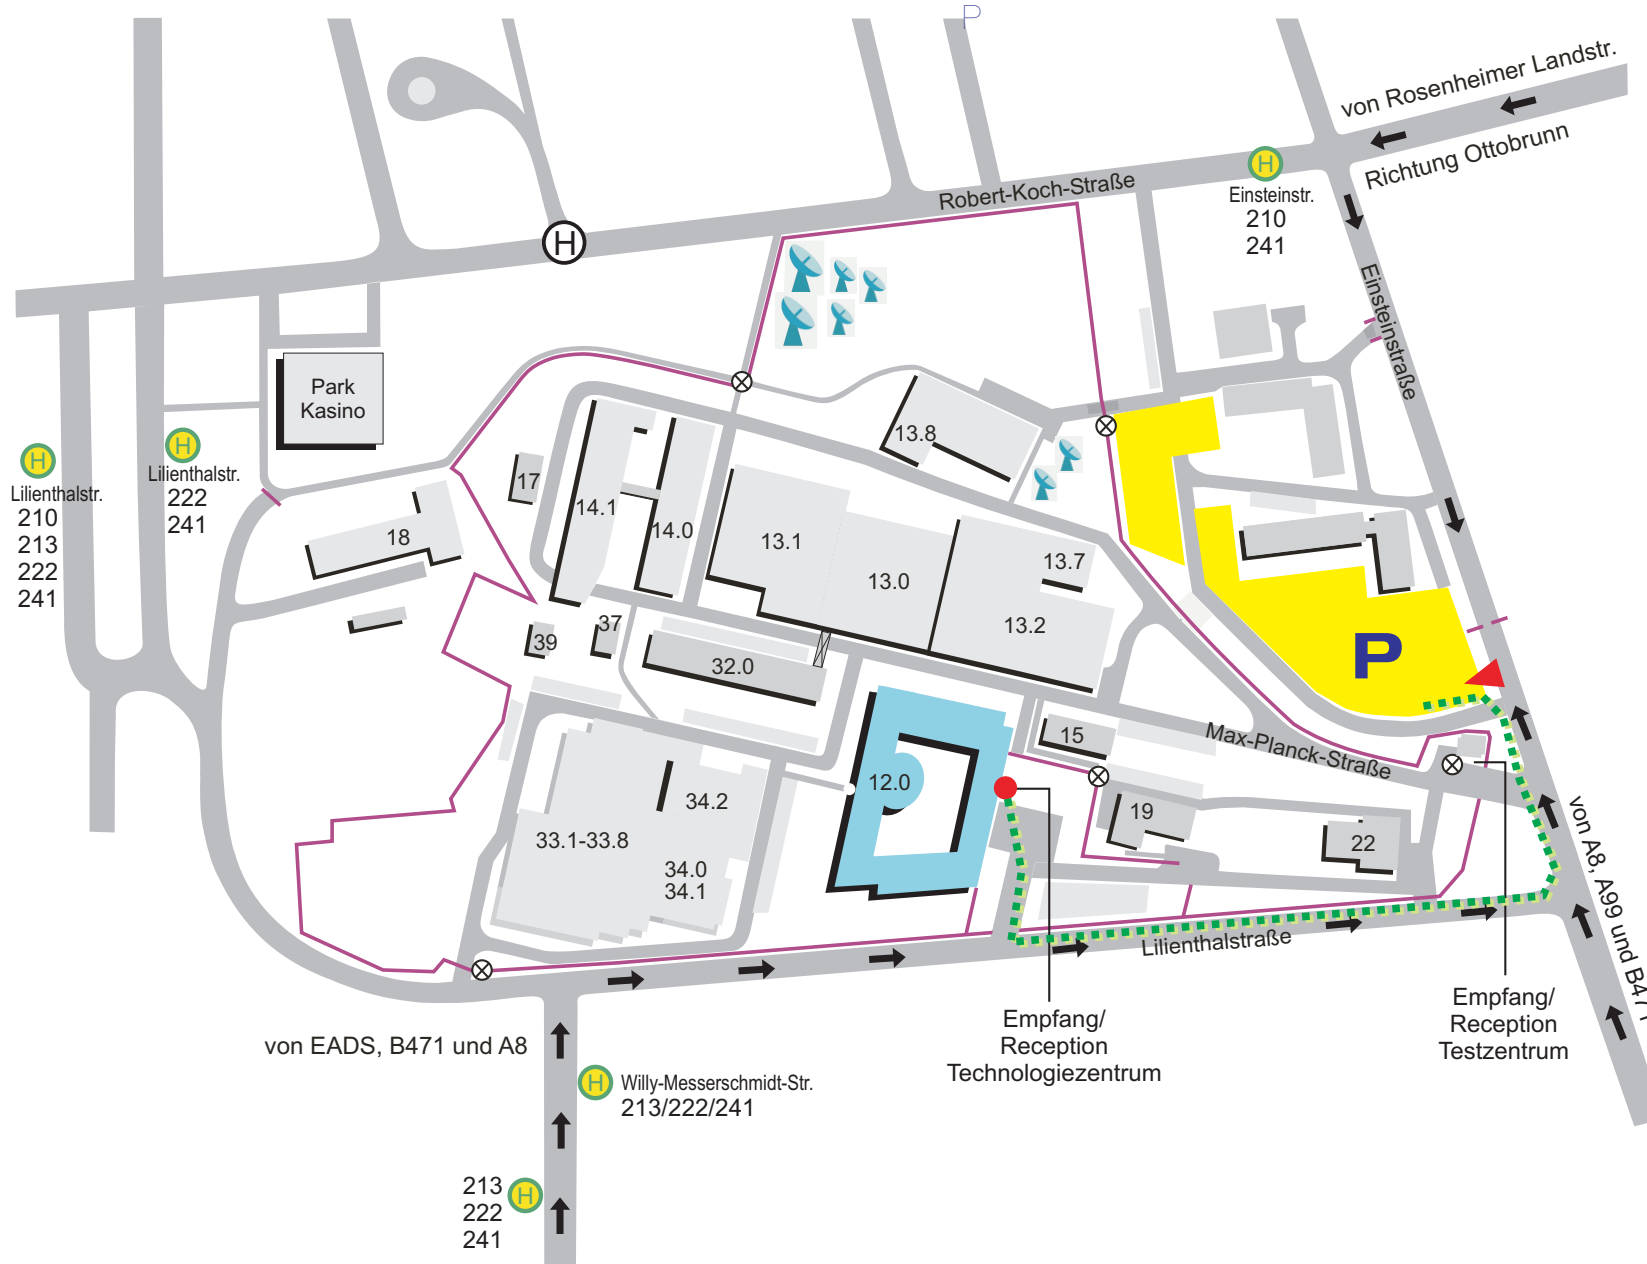 P
von Rosenheimer Landstr.
Richtung Ottobrunn
H
Einsteinstr.
210
241
Robert-Koch-Straße
H
Einsteinstraße
Park
Kasino
H
Lilienthalstr.
210
213
222
241
H
Lilienthalstr.
222
241
13.8
17
14.1
14.0
18
13.1
13.0
13.7
13.2
39
37
32.0
P
15
Max-Planck-Straße
12.0
34.2
33.1-33.8
34.0
34.1
19
22
von A8, A99 und B471
Lilienthalstraße
Empfang/
Reception
Technologiezentrum
Empfang/
Reception
Testzentrum
von EADS, B471 und A8
H
Willy-Messerschmidt-Str.
213/222/241
213
222
241
H